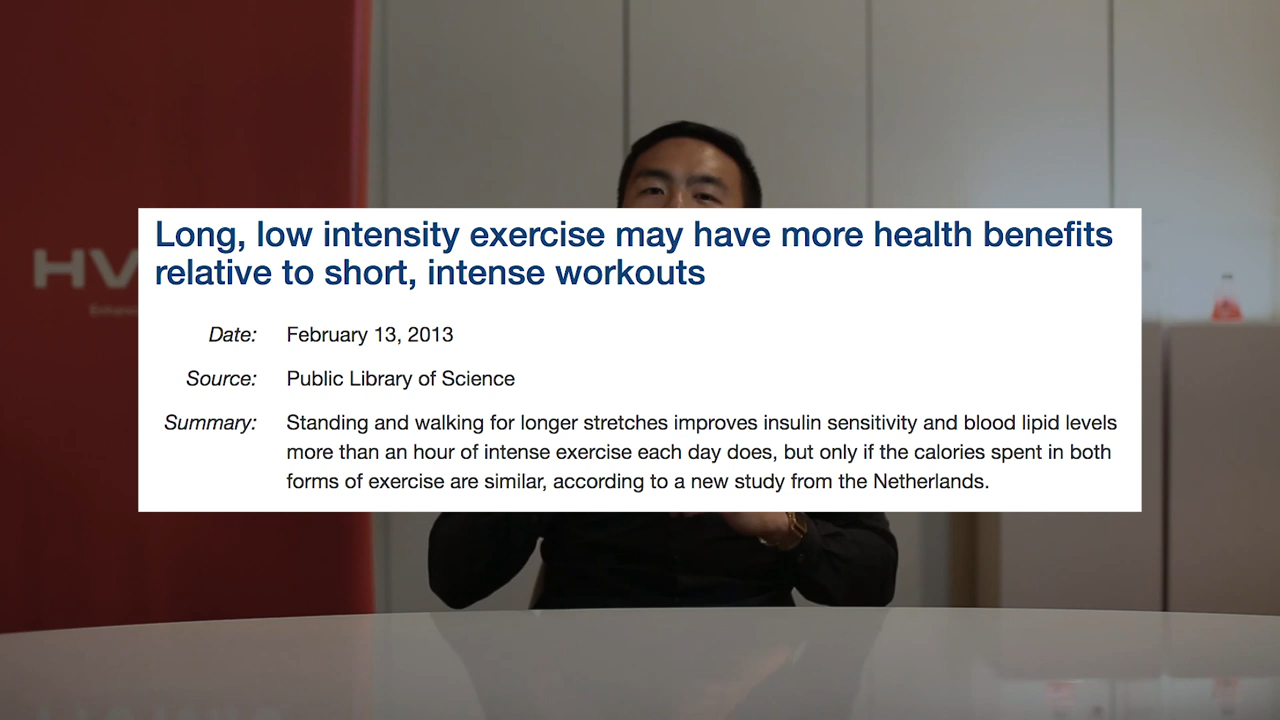 Long, low intensity exercise may have more health benefits
relative to short, intense workouts
Date: February 13, 2013
Source: Public Library of Science
Summary: Standing and walking for longer stretches improves insulin sensitivity and blood lipid levels
more than an hour of intense exercise each day does, but only if the calories spent in both
forms of exercise are similar, according to a new study from the Netherlands.
HV